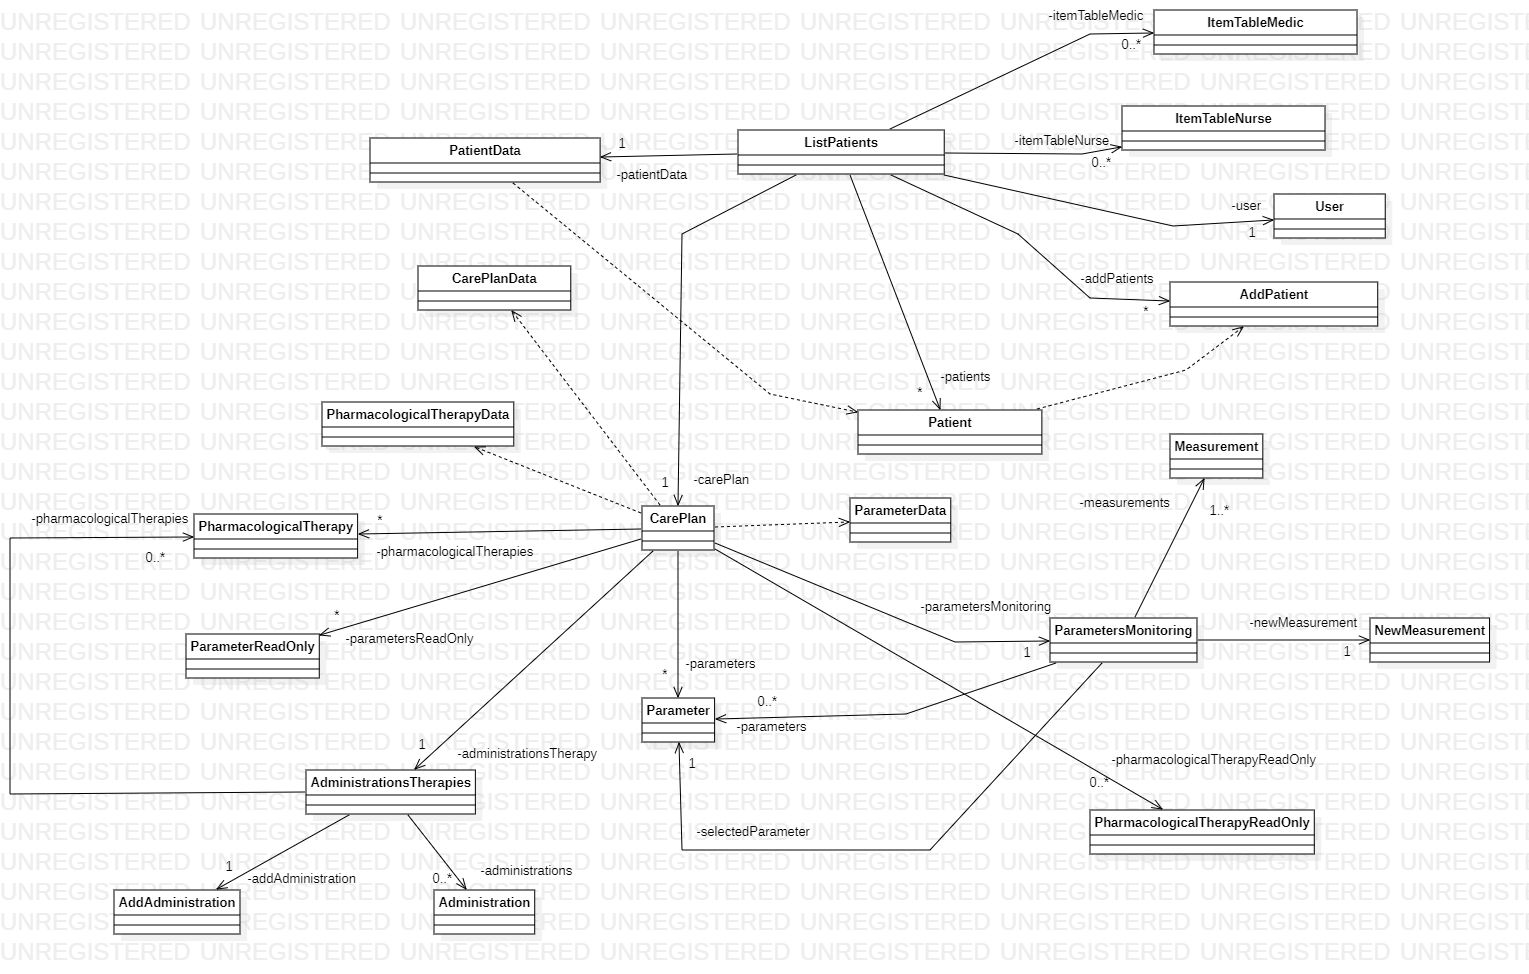 -itemTableMedic
ItemTableMedic
0..*
ItemTableNurse
ListPatients
-itemTableNurse
0..*
1
PatientData
-patientData
-user
User
1
CarePlanData
-addPatients
AddPatient
*
-patients
*
PharmacologicalTherapyData
Patient
Measurement
1
-carePlan
-measurements
1..*
ParameterData
-pharmacologicalTherapies
*
PharmacologicalTherapy
CarePlan
0..*
-pharmacologicalTherapies
*
-parametersMonitoring
-parametersReadOnly
ParameterReadOnly
ParametersMonitoring
-newMeasurement
NewMeasurement
1
1
-parameters
*
0..*
Parameter
-parameters
1
-administrationsTherapy
1
-pharmacologicalTherapyReadOnly
0..*
AdministrationsTherapies
-selectedParameter
PharmacologicalTherapyReadOnly
1
-addAdministration
0..*
-administrations
AddAdministration
Administration
UNREGISTERED